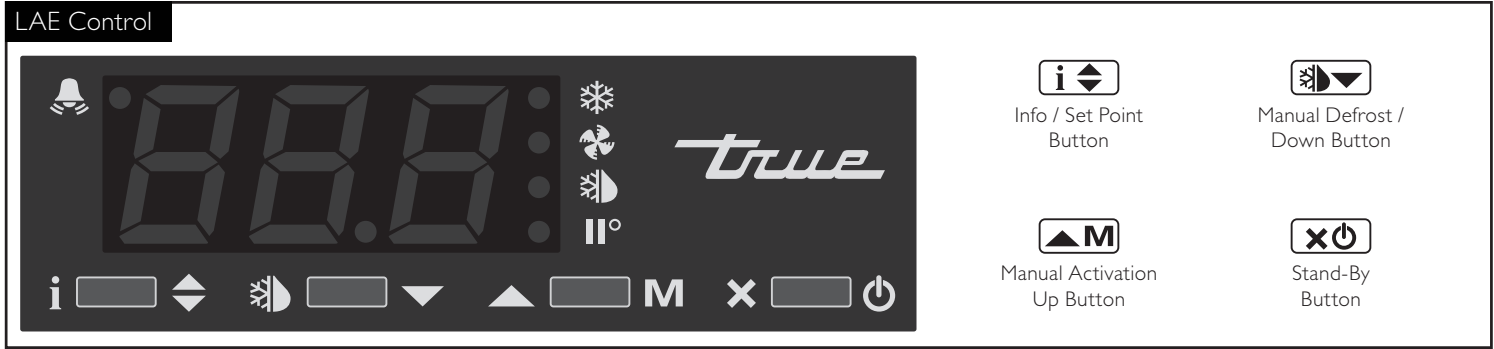 LAE Control
88.8
true
II°
i
M
i
Info / Set Point
Button
Manual Defrost /
Down Button
M
Manual Activation
Up Button
Stand-By
Button